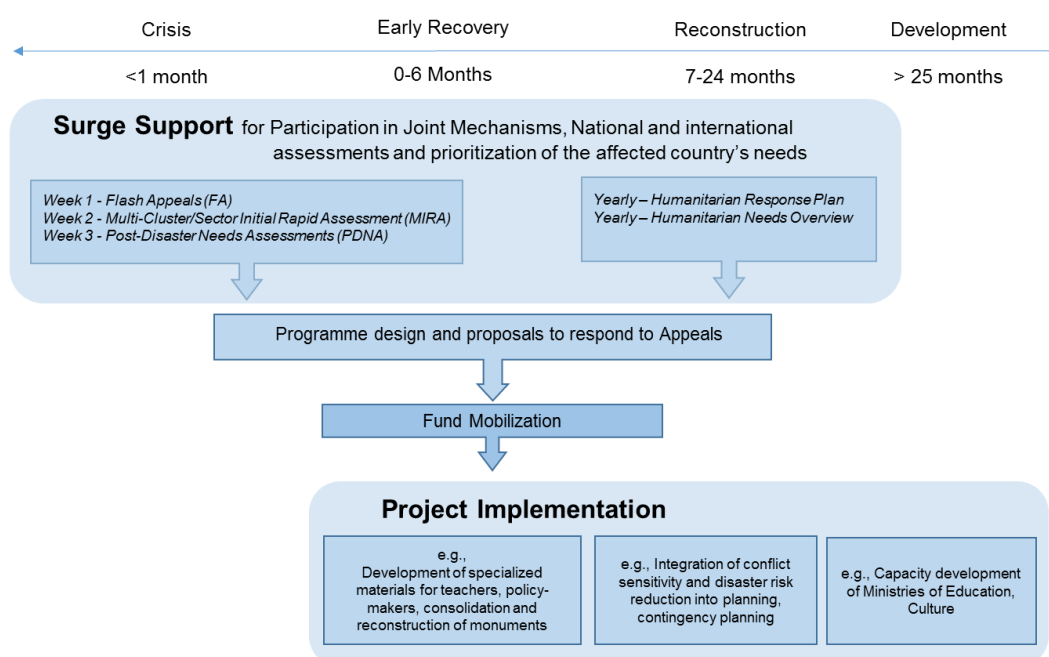 Crisis
Early Recovery
Reconstruction
Development
<1 month
0-6 Months
7-24 months
> 25 months
Surge Support for Participation in Joint Mechanisms, National and international
assessments and prioritization of the affected country's needs
Week 1 - Flash Appeals (FA)
Week 2 - Multi-Cluster/Sector Initial Rapid Assessment (MIRA)
Week 3 - Post-Disaster Needs Assessments (PDNA)
Yearly – Humanitarian Response Plan
Yearly – Humanitarian Needs Overview
Programme design and proposals to respond to Appeals
Fund Mobilization
Project Implementation
e.g.,
Development of specialized
materials for teachers, policy-
makers, consolidation and
reconstruction of monuments
e.g., Integration of conflict
sensitivity and disaster risk
reduction into planning,
contingency planning
e.g., Capacity development
of Ministries of Education,
Culture